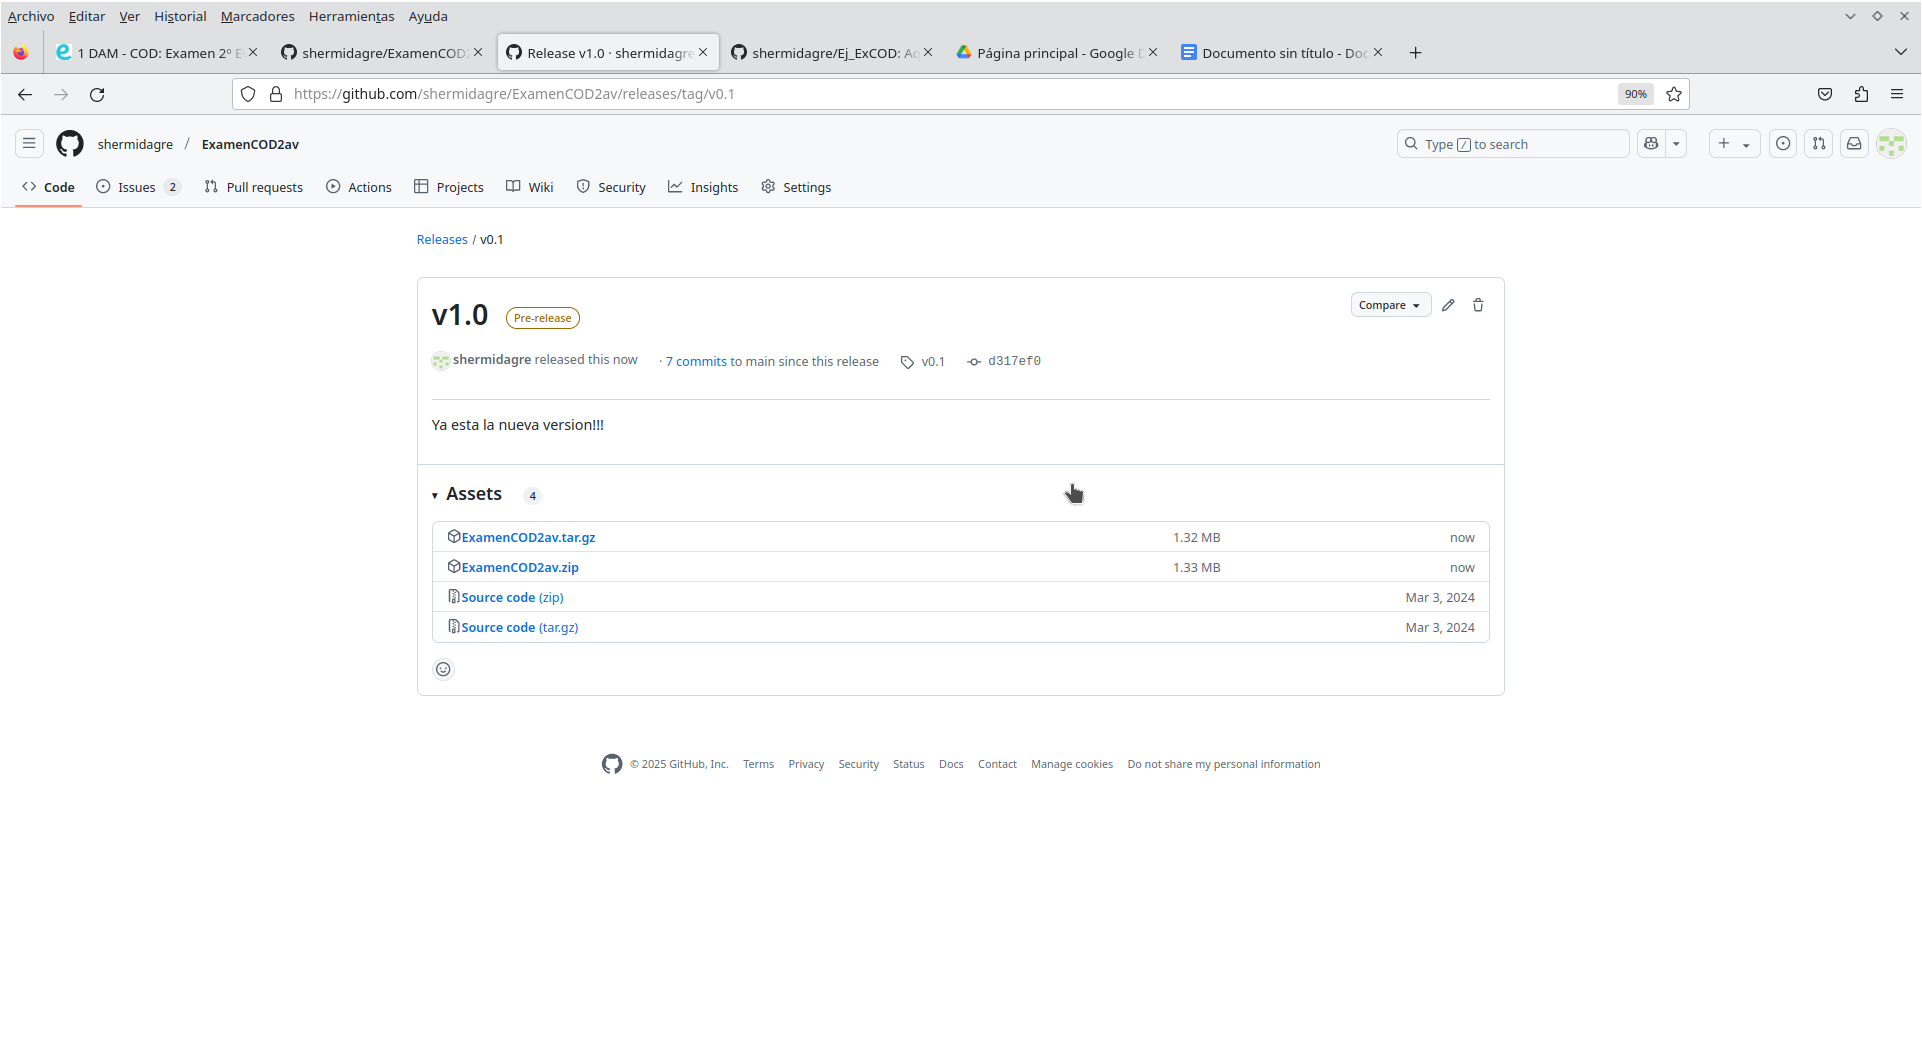 Archivo Editar Ver Historial Marcadores Herramientas Ayuda
1 DAM - COD: Examen 2º E
shermidagre/ExamenCOD
Release v1.0 · shermidagre
shermidagre/Ej_ExCOD: Ac
Página principal - Google D
Documento sin título - Doc
https://github.com/shermidagre/ExamenCOD2av/releases/tag/v0.1 90%
shermidagre / ExamenCOD2av Type / to search
Code Issues 2 Pull requests Actions Projects Wiki Security Insights Settings
Releases / v0.1
v1.0 Pre-release Compare
shermidagre released this now · 7 commits to main since this release v0.1 d317ef0
Ya esta la nueva version!!!
Assets 4
ExamenCOD2av.tar.gz 1.32 MB now
ExamenCOD2av.zip 1.33 MB now
Source code (zip) Mar 3, 2024
Source code (tar.gz) Mar 3, 2024
© 2025 GitHub, Inc. Terms Privacy Security Status Docs Contact Manage cookies Do not share my personal information